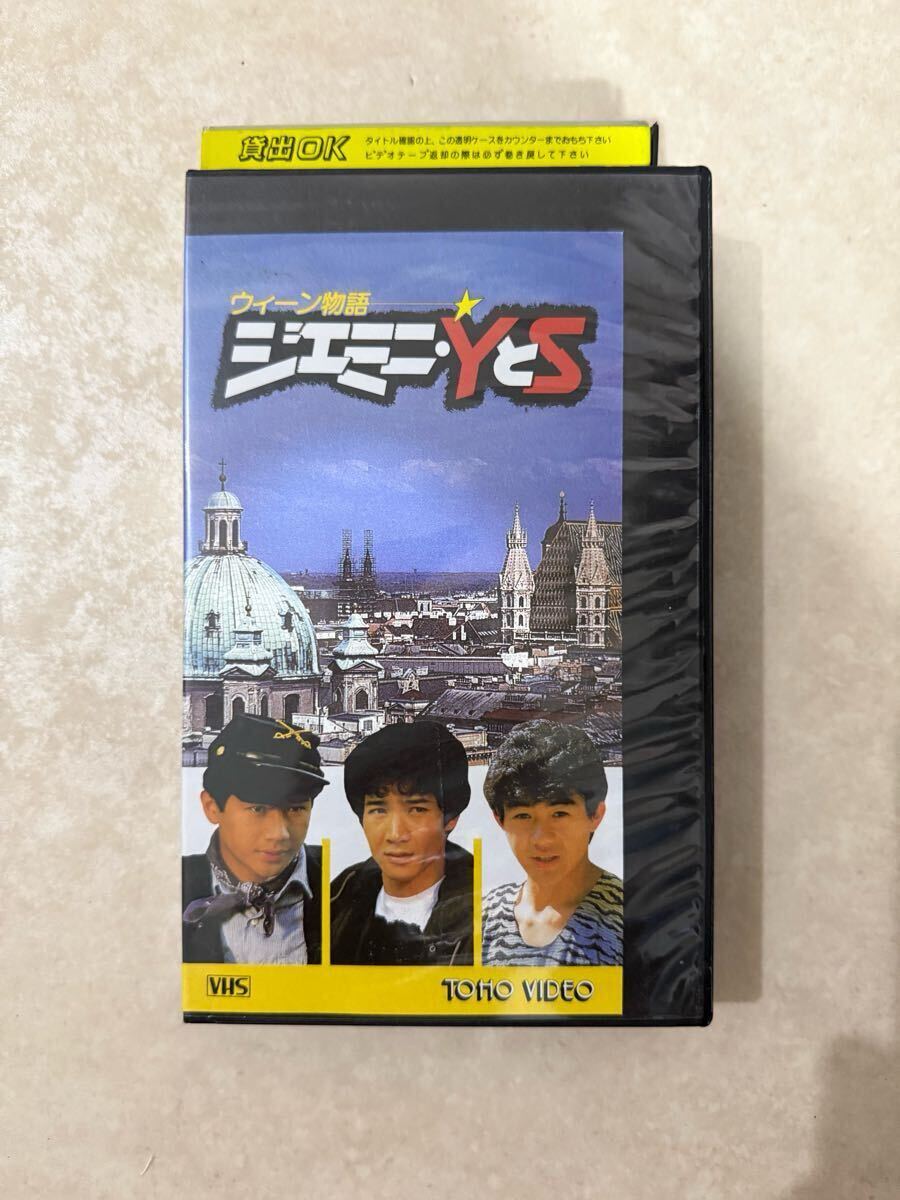 貸出OK
タイトル確認の上、この透明ケースをカウンターまでおもち下さい
ビデオテープ返却の際は必ず巻き戻して下さい
ウィーン物語
ジェミニ・YとS
VHS
TOHO VIDEO